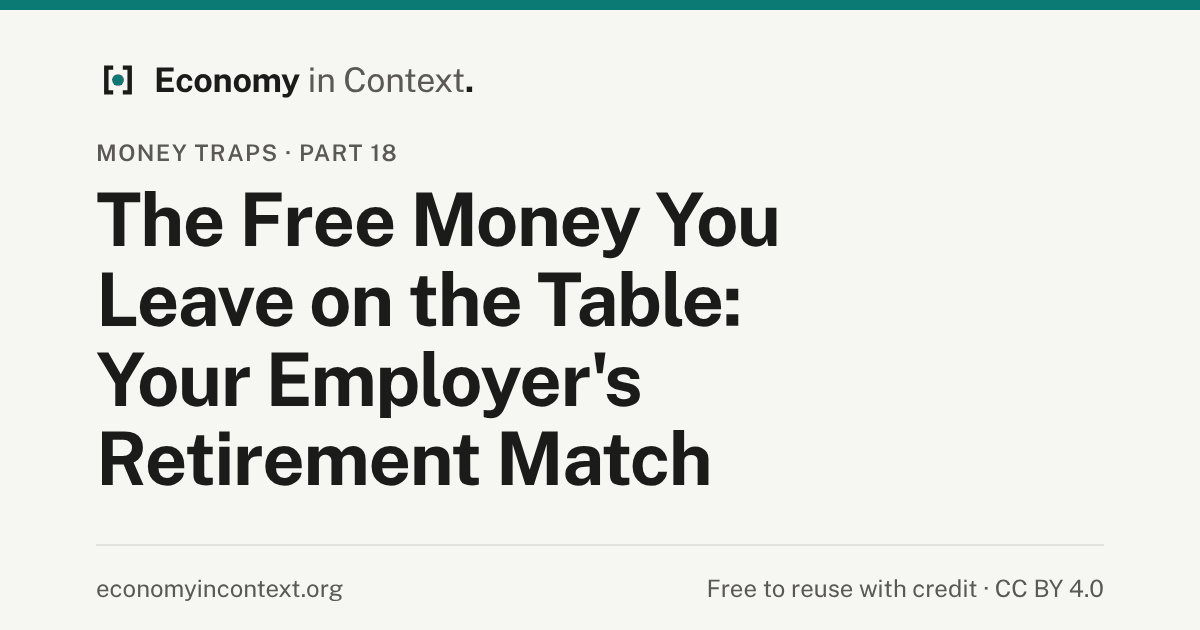 Economy in Context.
MONEY TRAPS · PART 18
The Free Money You
Leave on the Table:
Your Employer's
Retirement Match
economyincontext.org
Free to reuse with credit · CC BY 4.0